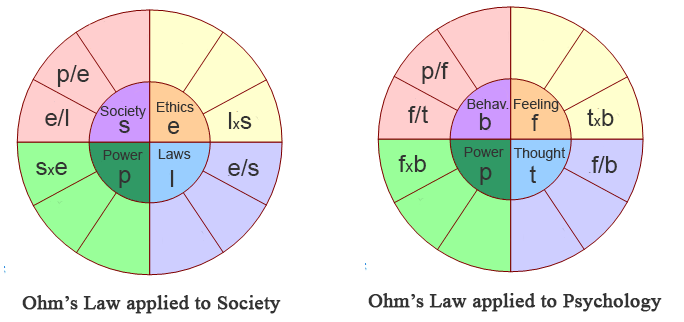 p/e
e/l
Society
s
Ethics
e
lxs
sxe
Power
p
Laws
l
e/s
Ohm's Law applied to Society
p/f
f/t
Behav.
b
Feeling
f
txb
fxb
Power
p
Thought
t
f/b
Ohm's Law applied to Psychology